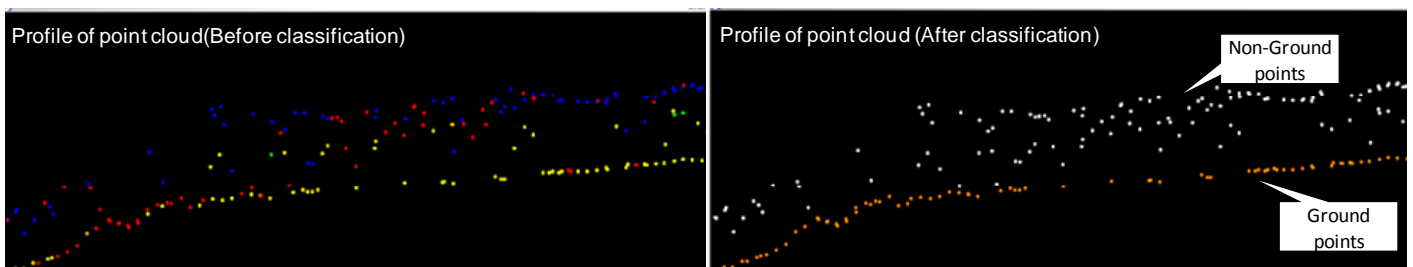 Profile of point cloud(Before classification)
Profile of point cloud (After classification)
Non-Ground
points
Ground
points